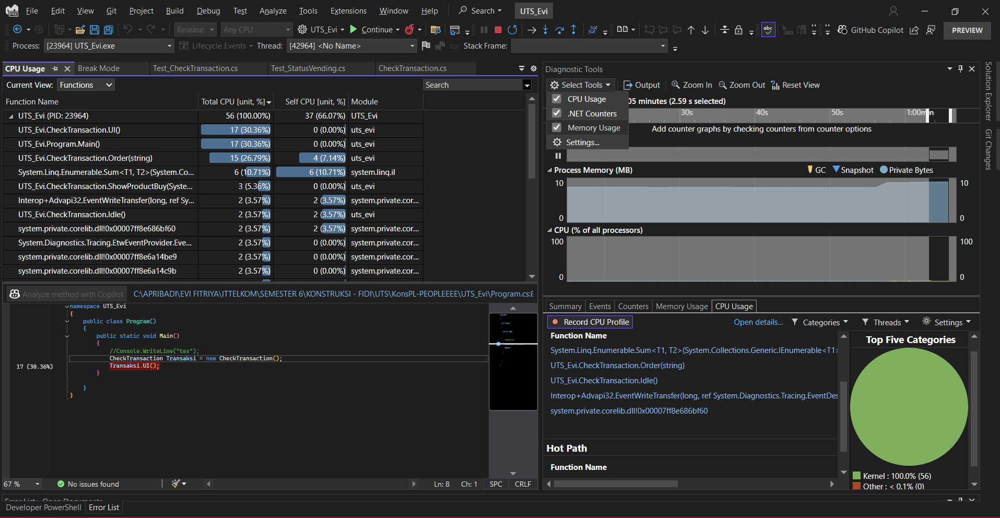 PRE File Edit View Git Project Build Debug Test Analyze Tools Extensions Window Help Search UTS_Evi
Release Any CPU UTS_Evi Continue abc GitHub Copilot PREVIEW
Process: [23964] UTS_Evi.exe Lifecycle Events Thread: [42964] <No Name> Stack Frame:
CPU Usage Break Mode Test_CheckTransaction.cs Test_StatusVending.cs CheckTransaction.cs
Current View: Functions Search
Function Name Total CPU [unit, %] Self CPU [unit, %] Module
UTS_Evi (PID: 23964) 56 (100.00%) 37 (66.07%) UTS_Evi
UTS_Evi.CheckTransaction.UI() 17 (30.36%) 0 (0.00%) uts_evi
UTS_Evi.Program.Main() 17 (30.36%) 0 (0.00%) uts_evi
UTS_Evi.CheckTransaction.Order(string) 15 (26.79%) 4 (7.14%) uts_evi
System.Linq.Enumerable.Sum<T1, T2>(System.Co... 6 (10.71%) 6 (10.71%) system.linq.il
UTS_Evi.CheckTransaction.ShowProductBuy(Syste... 3 (5.36%) 0 (0.00%) uts_evi
Interop+Advapi32.EventWriteTransfer(long, ref Sy... 2 (3.57%) 2 (3.57%) system.private.cor...
UTS_Evi.CheckTransaction.Idle() 2 (3.57%) 2 (3.57%) uts_evi
system.private.corelib.dll!0x00007ff8e686bf60 2 (3.57%) 2 (3.57%) system.private.cor...
System.Diagnostics.Tracing.EtwEventProvider.Eve... 2 (3.57%) 0 (0.00%) system.private.cor...
system.private.corelib.dll!0x00007ff8e6a14be9 2 (3.57%) 0 (0.00%) system.private.cor...
system.private.corelib.dll!0x00007ff8e6a14c9b 2 (3.57%) 0 (0.00%) system.private.cor...
Analyze method with Copilot C:\APRIBADI\EVI FITRIYA\ITTELKOM\SEMESTER 6\KONSTRUKSI - FIDI\UTS\KonsPL-PEOPLEEEE\UTS_Evi\Program.cs:8
namespace UTS_Evi
{
public class Program()
{
public static void Main()
{
//Console.WriteLine("tes");
CheckTransaction Transaksi = new CheckTransaction();
17 (30.36%) Transaksi.UI();
}
}
}
67 % No issues found Ln: 8 Ch: 1 SPC CRLF
Diagnostic Tools
Select Tools Output Zoom In Zoom Out Reset View
CPU Usage
.NET Counters
Memory Usage
Settings...
05 minutes (2.59 s selected)
30s 40s 50s 1:00min
Add counter graphs by checking counters from counter options
Process Memory (MB) GC Snapshot Private Bytes
10 10
0 0
CPU (% of all processors)
100 100
0 0
Summary Events Counters Memory Usage CPU Usage
Record CPU Profile Open details... Categories Threads Settings
Function Name
System.Linq.Enumerable.Sum<T1, T2>(System.Collections.Generic.IEnumerable<T1>
UTS_Evi.CheckTransaction.Order(string)
UTS_Evi.CheckTransaction.Idle()
Interop+Advapi32.EventWriteTransfer(long, ref System.Diagnostics.Tracing.EventDes
system.private.corelib.dll!0x00007ff8e686bf60
Hot Path
Function Name
Top Five Categories
Kernel : 100.0% (56)
Other : < 0.1% (0)
Solution Explorer
Git Changes
Error List - Open Documents
Developer PowerShell Error List